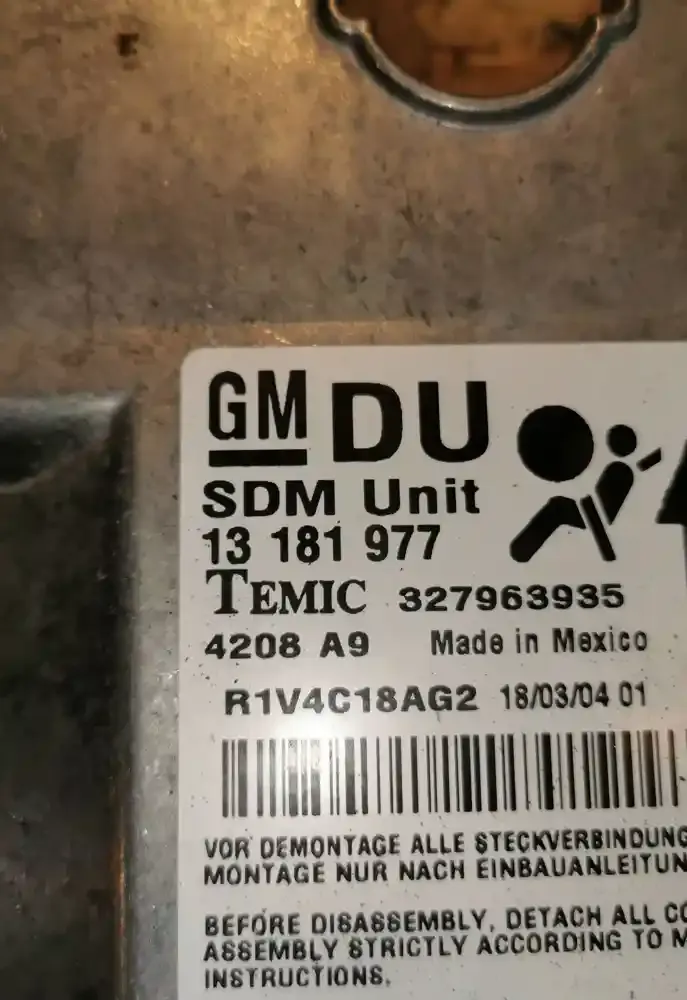 GM DU
SDM Unit
13 181 977
TEMIC 327963935
4208 A9 Made in Mexico
R1V4C18AG2 18/03/04 01
VOR DEMONTAGE ALLE STECKVERBINDUNG
MONTAGE NUR NACH EINBAUANLEITUN
BEFORE DISASSEMBLY, DETACH ALL CO
ASSEMBLY STRICTLY ACCORDING TO M
INSTRUCTIONS.